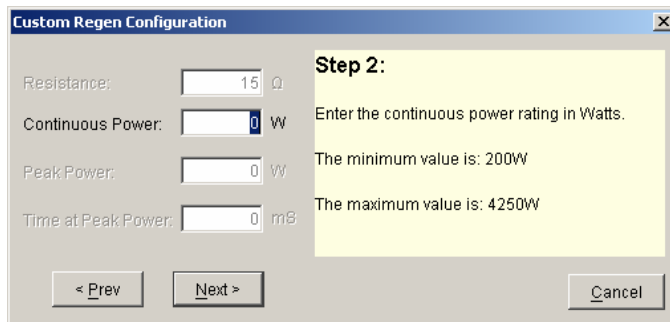 Custom Regen Configuration
Resistance: 15 Ω
Continuous Power: 0 W
Peak Power: 0 W
Time at Peak Power: 0 mS
Step 2:
Enter the continuous power rating in Watts.
The minimum value is: 200W
The maximum value is: 4250W
< Prev
Next >
Cancel